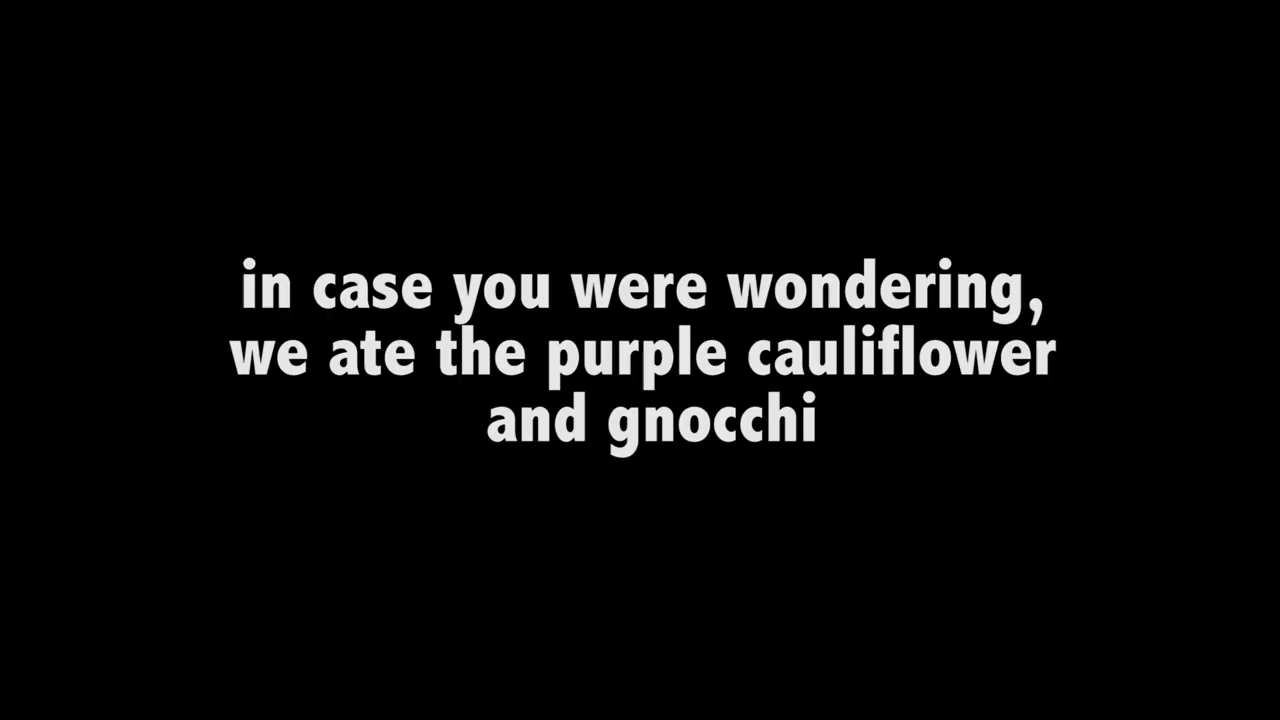 in case you were wondering,
we ate the purple cauliflower
and gnocchi